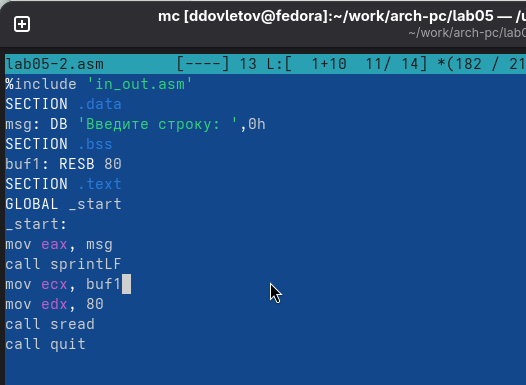 mc [ddovletov@fedora]:~/work/arch-pc/lab05 — /u
~/work/arch-pc/lab0
lab05-2.asm [----] 13 L:[ 1+10 11/ 14] *(182 / 21
%include 'in_out.asm'
SECTION .data
msg: DB 'Введите строку: ',0h
SECTION .bss
buf1: RESB 80
SECTION .text
GLOBAL _start
_start:
mov eax, msg
call sprintLF
mov ecx, buf1
mov edx, 80
call sread
call quit